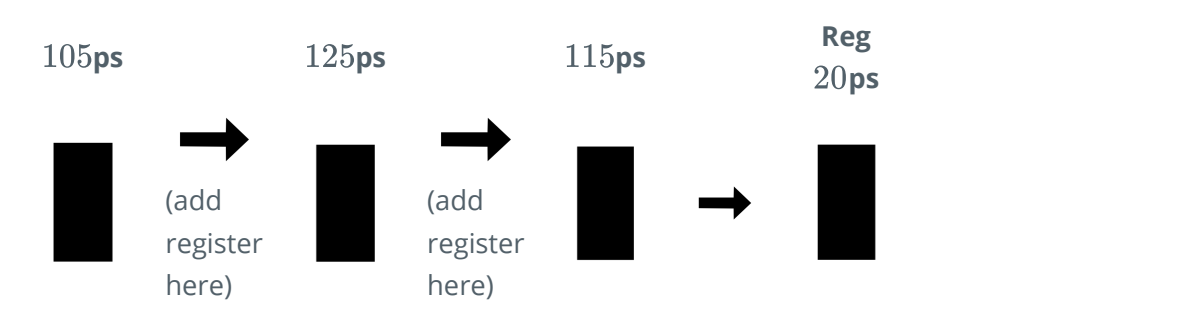 105ps
125ps
115ps
Reg
20ps
(add
register
here)
(add
register
here)